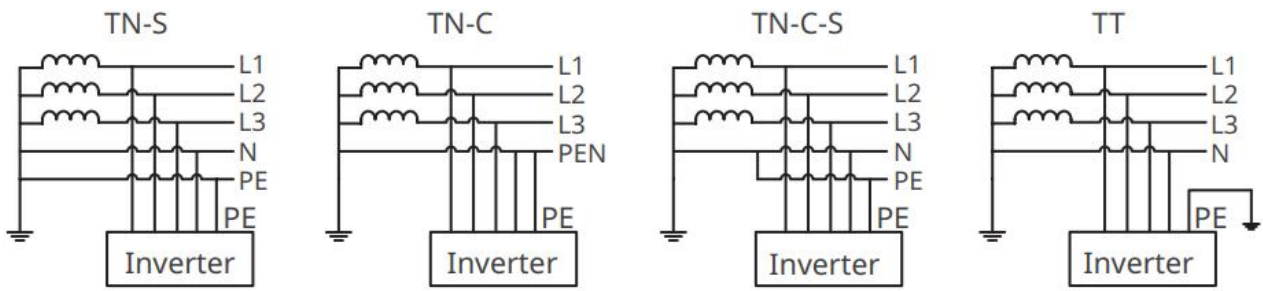 TN-S
TN-C
TN-C-S
TT
L1
L2
L3
N
PE
PE
Inverter
L1
L2
L3
PEN
PE
Inverter
L1
L2
L3
N
PE
PE
Inverter
L1
L2
L3
N
PE
Inverter